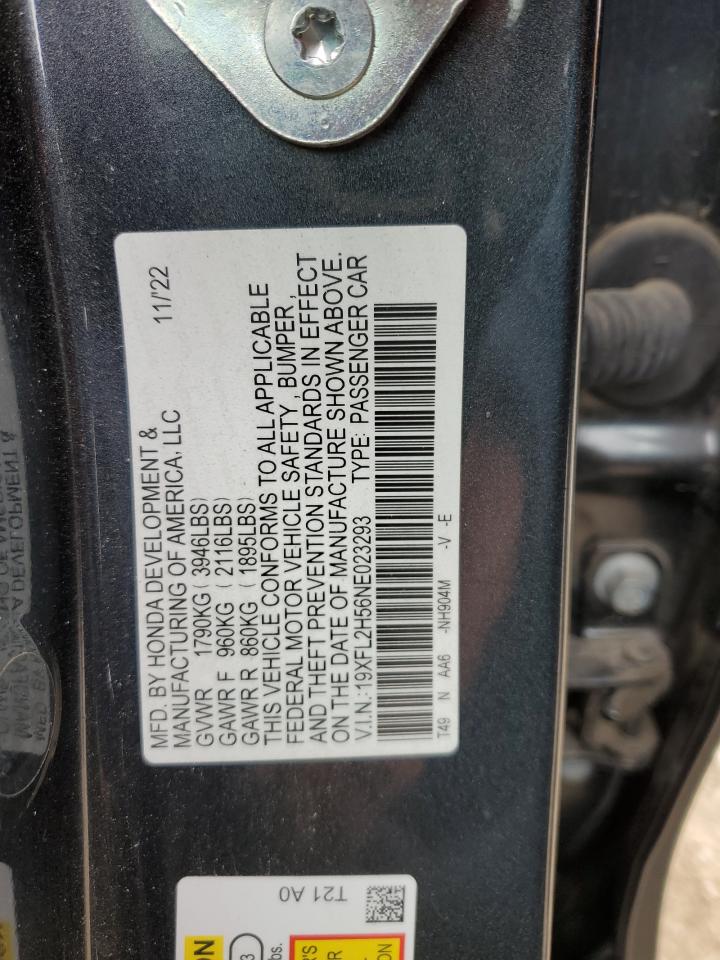 MFD. BY HONDA DEVELOPMENT & 11/'22
MANUFACTURING OF AMERICA, LLC
GVWR 1790KG ( 3946LBS)
GAWR F 960KG ( 2116LBS)
GAWR R 860KG ( 1895LBS)
THIS VEHICLE CONFORMS TO ALL APPLICABLE
FEDERAL MOTOR VEHICLE SAFETY, BUMPER,
AND THEFT PREVENTION STANDARDS IN EFFECT
ON THE DATE OF MANUFACTURE SHOWN ABOVE.
V.I.N.:19XFL2H56NE023293 TYPE: PASSENGER CAR
T49 N AA6 -NH904M -V -E
T21 A0